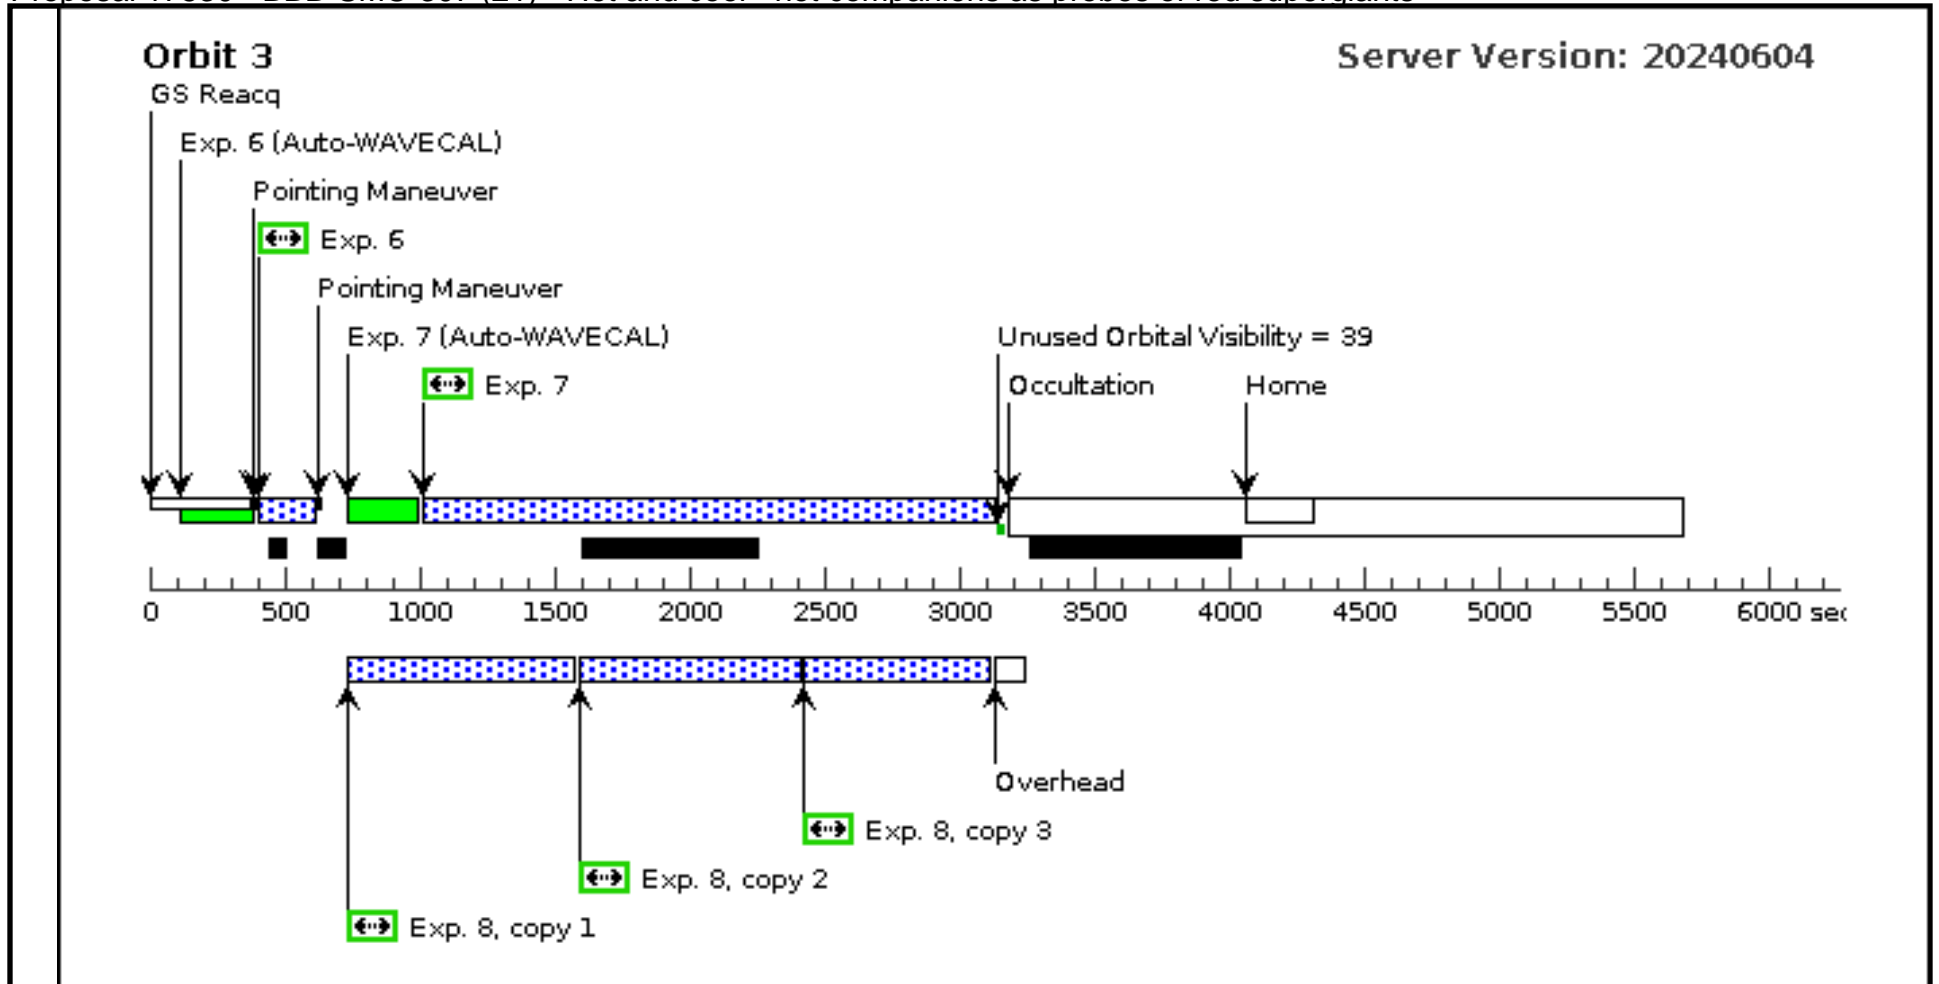 Orbit 3
Server Version: 20240604
GS Reacq
Exp. 6 (Auto-WAVECAL)
Pointing Maneuver
Exp. 6
Pointing Maneuver
Exp. 7 (Auto-WAVECAL)
Unused Orbital Visibility = 39
Exp. 7
Occultation
Home
0 500 1000 1500 2000 2500 3000 3500 4000 4500 5000 5500 6000 sec
Overhead
Exp. 8, copy 3
Exp. 8, copy 2
Exp. 8, copy 1